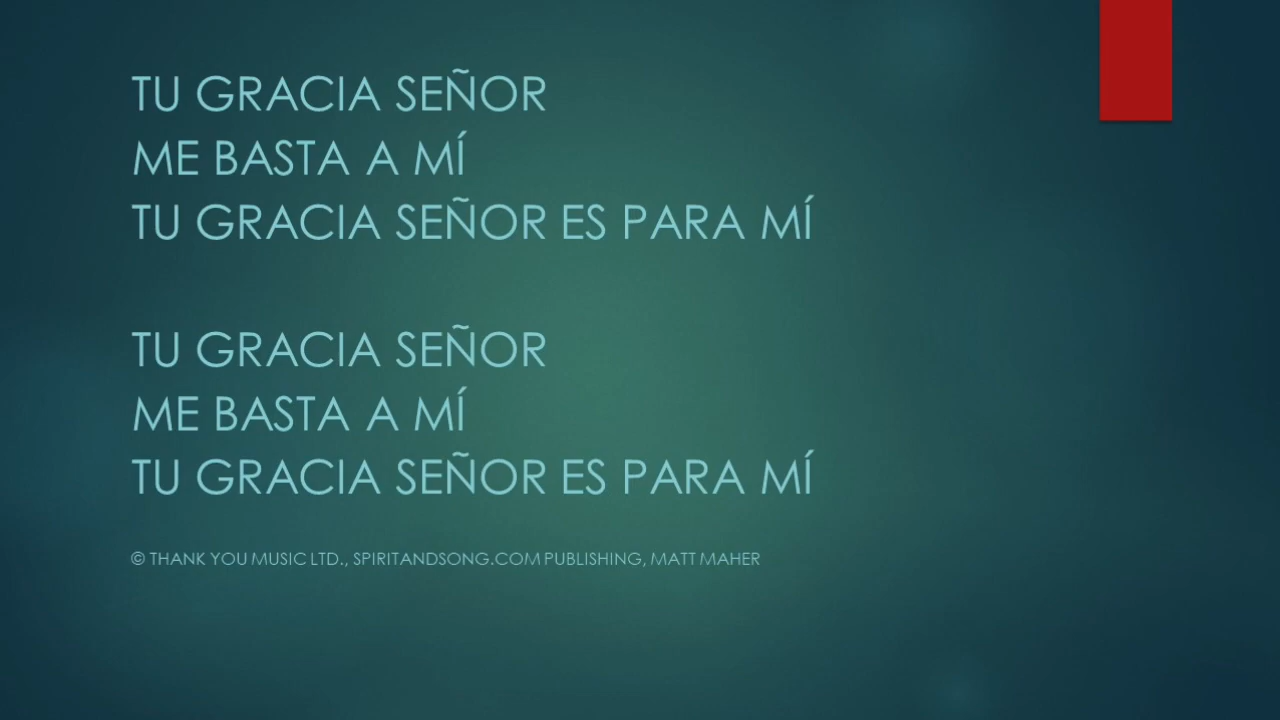 TU GRACIA SEÑOR
ME BASTA A MÍ
TU GRACIA SEÑOR ES PARA MÍ
TU GRACIA SEÑOR
ME BASTA A MÍ
TU GRACIA SEÑOR ES PARA MÍ
© THANK YOU MUSIC LTD., SPIRITANDSONG.COM PUBLISHING, MATT MAHER